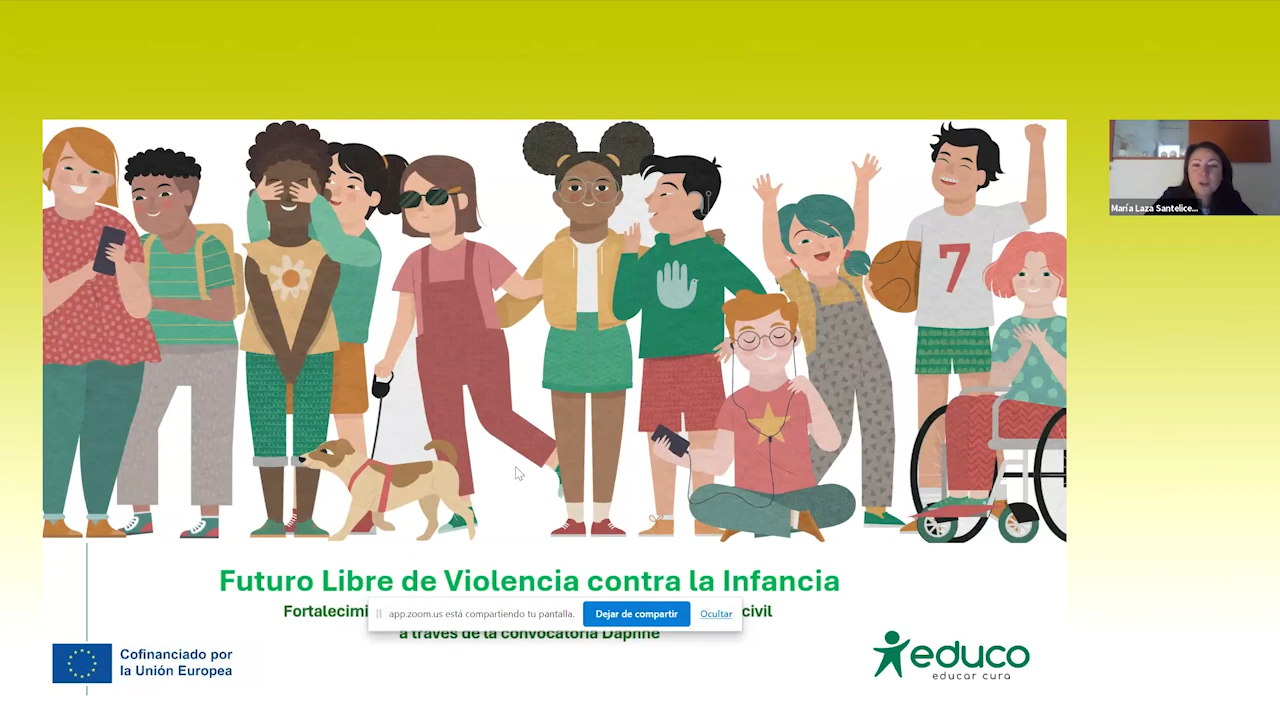 7
María Laza Santelice...
Futuro Libre de Violencia contra la Infancia
Fortalecimi civil
app.zoom.us está compartiendo tu pantalla. Dejar de compartir Ocultar
a través de la convocatoria Daphne
Cofinanciado por
la Unión Europea
educo
educar cura